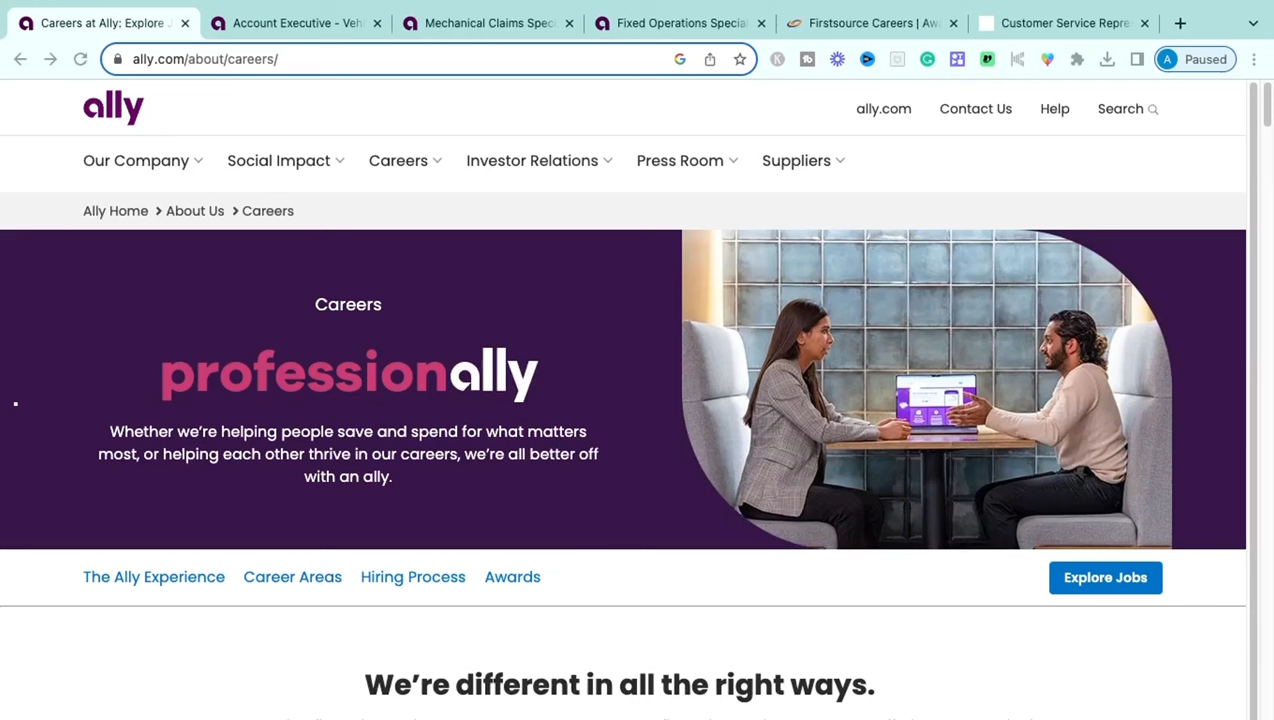 Careers at Ally: Explore J
Account Executive - Veh
Mechanical Claims Speci
Fixed Operations Special
Firstsource Careers | Aw
Customer Service Repre
ally.com/about/careers/
A Paused
ally
ally.com
Contact Us
Help
Search
Our Company
Social Impact
Careers
Investor Relations
Press Room
Suppliers
Ally Home > About Us > Careers
Careers
professionally
Whether we’re helping people save and spend for what matters
most, or helping each other thrive in our careers, we’re all better off
with an ally.
The Ally Experience
Career Areas
Hiring Process
Awards
Explore Jobs
We’re different in all the right ways.